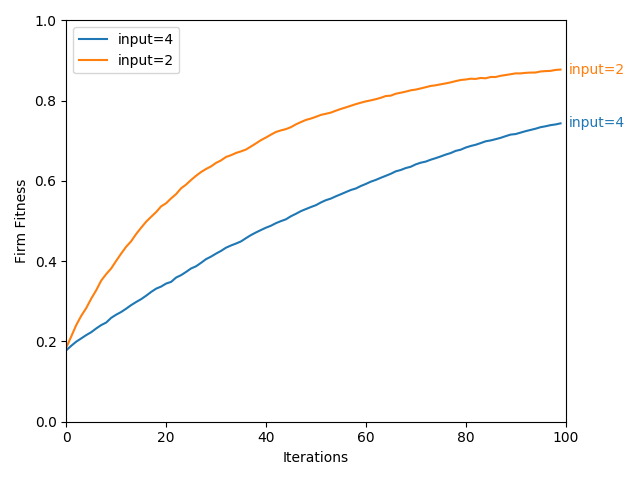 1.0
0.8
0.6
0.4
0.2
0.0
Firm Fitness
input=4
input=2
input=2
input=4
0 20 40 60 80 100
Iterations